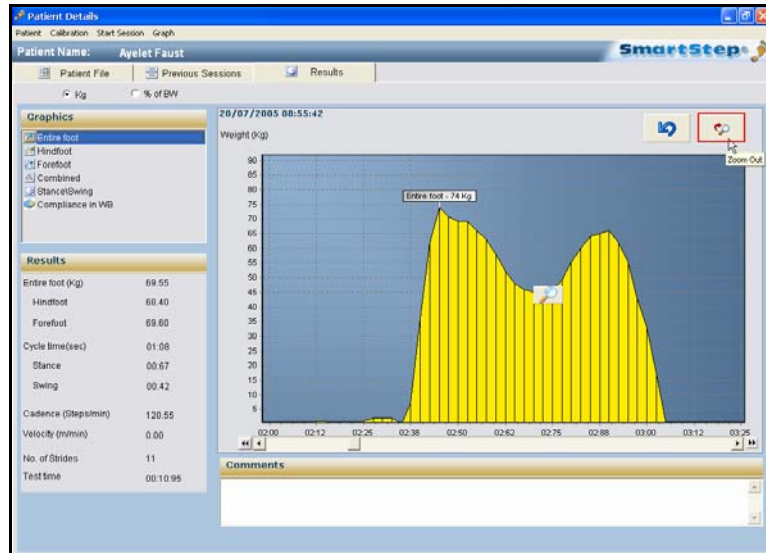 Patient Details
Patient Calibration Start Session Graph
Patient Name: Ayelet Faust
SmartStep
Patient File Previous Sessions Results
Kg % of BW
Graphics
Entire foot
Hindfoot
Forefoot
Combined
Stance\Swing
Compliance in WB
Results
Entire foot (Kg) 69.55
Hindfoot 68.40
Forefoot 69.60
Cycle time(sec) 01:08
Stance 00:67
Swing 00:42
Cadence (Steps/min) 120.55
Velocity (m/min) 0.00
No. of Strides 11
Test time 00:10:95
20/07/2005 08:55:42
Weight (Kg)
Zoom Out
Entire foot - 74 Kg
90
85
80
75
70
65
60
55
50
45
40
35
30
25
20
15
10
5
02:00 02:12 02:25 02:38 02:50 02:62 02:75 02:88 03:00 03:12 03:25
Comments